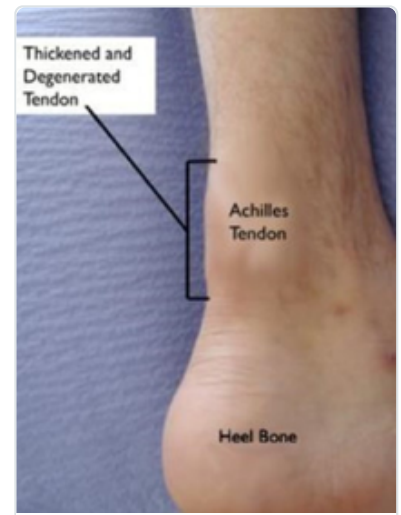 Thickened and
Degenerated
Tendon
Achilles
Tendon
Heel Bone